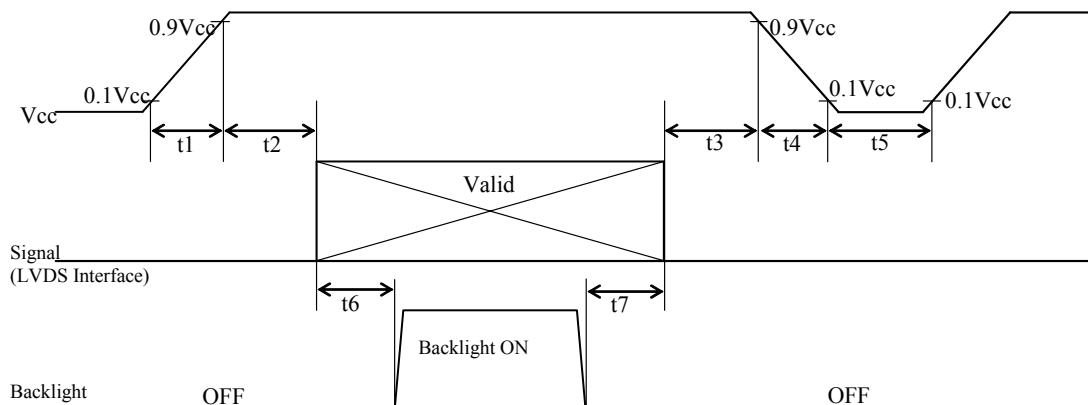 0.9Vcc
0.9Vcc
0.1Vcc
0.1Vcc
0.1Vcc
Vcc
t1
t2
t3
t4
t5
Valid
Signal
(LVDS Interface)
t6
t7
Backlight ON
Backlight
OFF
OFF